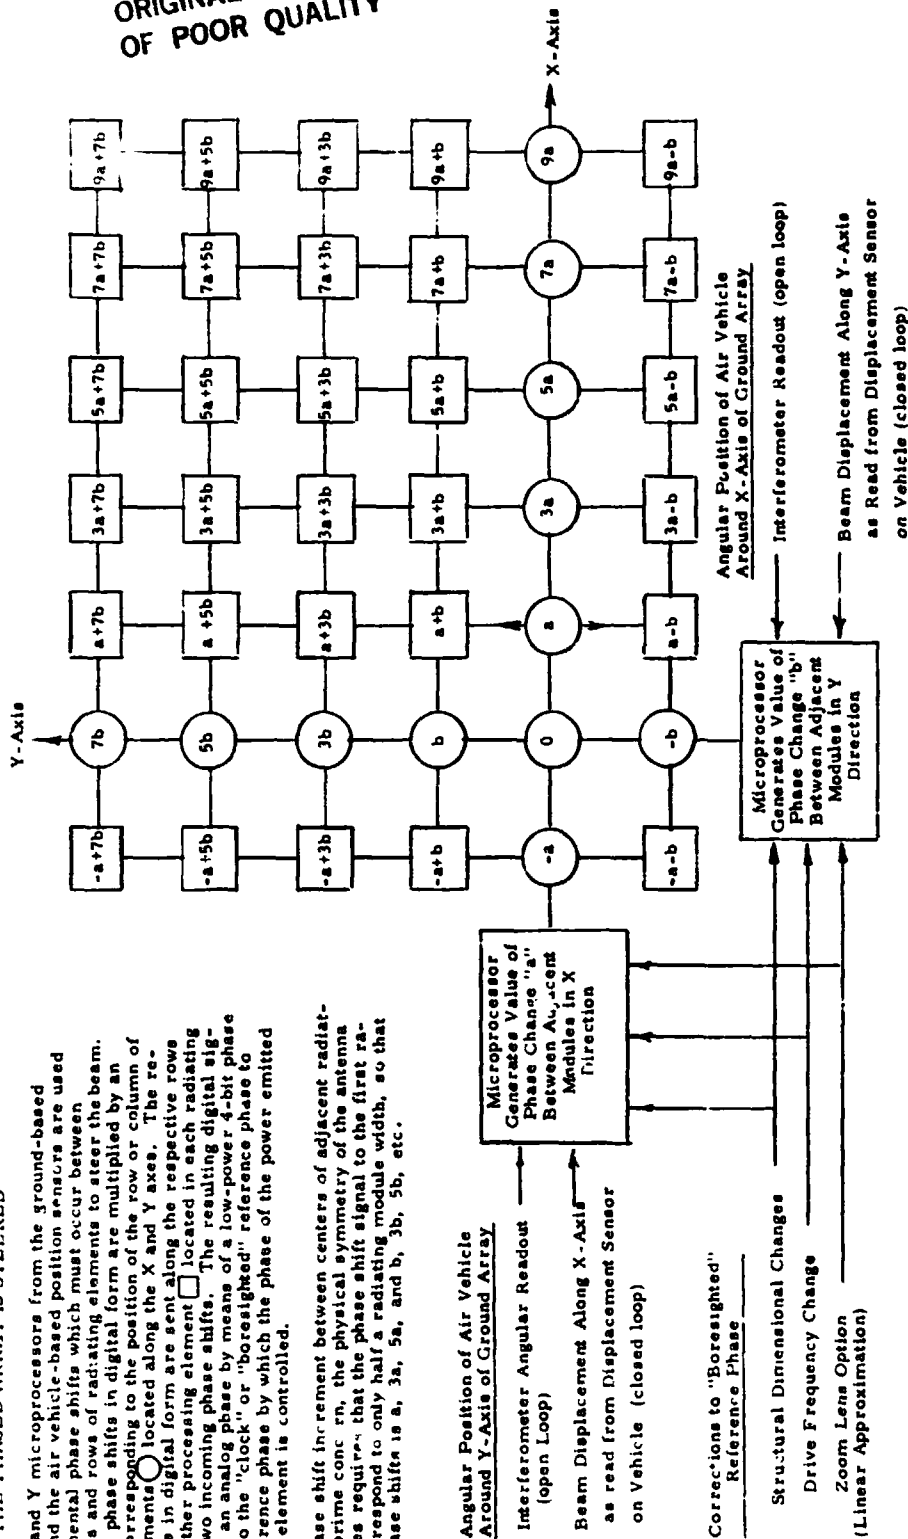 ORIGINAL
OF POOR QUALITY
THE PHASED ARRAY IS STEERED
and Y microprocessors from the ground-based
nd the air vehicle-based position sensors are used
mental phase shifts which must occur between
s and rows of radiating elements to steer the beam.
phase shifts in digital form are multiplied by an
orresponding to the position of the row or column of
ments located along the X and Y axes. The re-
s in digital form are sent along the respective rows
ther processing element located in each radiating
wo incoming phase shifts. The resulting digital sig-
an analog phase by means of a low-power 4-bit phase
o the "clock" or "boresighted" reference phase to
rence phase by which the phase of the power emitted
element is controlled.
ase shift increment between centers of adjacent radiat-
prime conc rn, the physical symmetry of the antenna
es requires that the phase shift signal to the first ra-
respond to only half a radiating module width, so that
ase shifts is a, 3a, 5a, and b, 3b, 5b, etc.
Y-Axis
-a+7b 7b a+7b 3a+7b 5a+7b 7a+7b 9a+7b
-a+5b 5b a+5b 3a+5b 5a+5b 7a+5b 9a+5b
-a+3b 3b a+3b 3a+3b 5a+3b 7a+3b 9a+3b
-a+b b a+b 3a+b 5a+b 7a+b 9a+b
-a 0 a 3a 5a 7a 9a X-Axis
-a-b -b a-b 3a-b 5a-b 7a-b 9a-b
Microprocessor
Generates Value of
Phase Change "a"
Between Adjacent
Modules in X
Direction
Microprocessor
Generates Value of
Phase Change "b"
Between Adjacent
Modules in Y
Direction
Angular Position of Air Vehicle
Around X-Axis of Ground Array
Interferometer Readout (open loop)
Beam Displacement Along Y-Axis
as Read from Displacement Sensor
on Vehicle (closed loop)
Angular Position of Air Vehicle
Around Y-Axis of Ground Array
Interferometer Angular Readout
(open Loop)
Beam Displacement Along X-Axis
as read from Displacement Sensor
on Vehicle (closed loop)
Corrections to "Boresighted"
Reference Phase
Structural Dimensional Changes
Drive Frequency Change
Zoom Lens Option
(Linear Approximation)